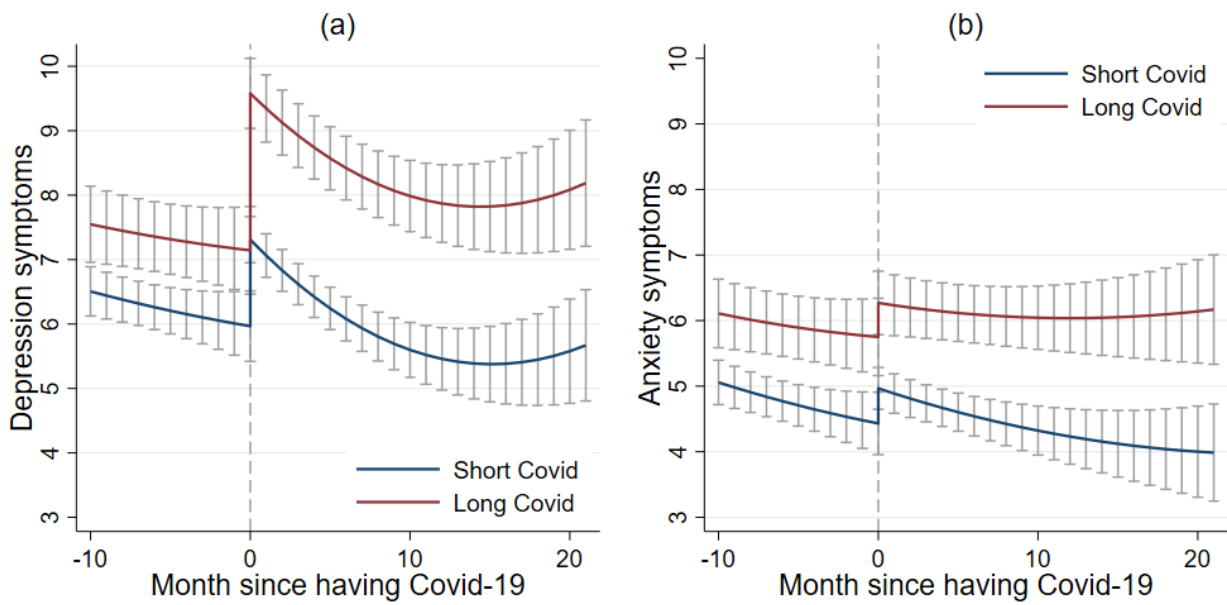 (a)
Depression symptoms
10
9
8
7
6
5
4
3
Short Covid
Long Covid
-10 0 10 20
Month since having Covid-19
(b)
Anxiety symptoms
10
9
8
7
6
5
4
3
Short Covid
Long Covid
-10 0 10 20
Month since having Covid-19